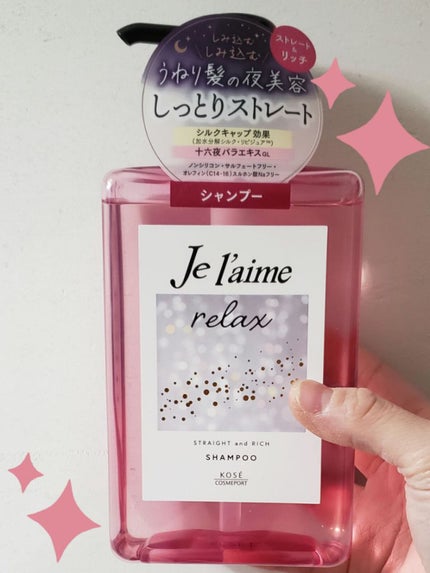 しみ込む
しみ込む
ストレート
&
リッチ
うねり髪の夜美容
しっとりストレート
シルクキャップ効果
(加水分解シルク・リピジュア™)
十六夜バラエキスGL
ノンシリコン・サルフェートフリー・
オレフィン(C14-16)スルホン酸Naフリー
シャンプー
Je l'aime
relax
STRAIGHT and RICH
SHAMPOO
KOSÉ
COSMEPORT